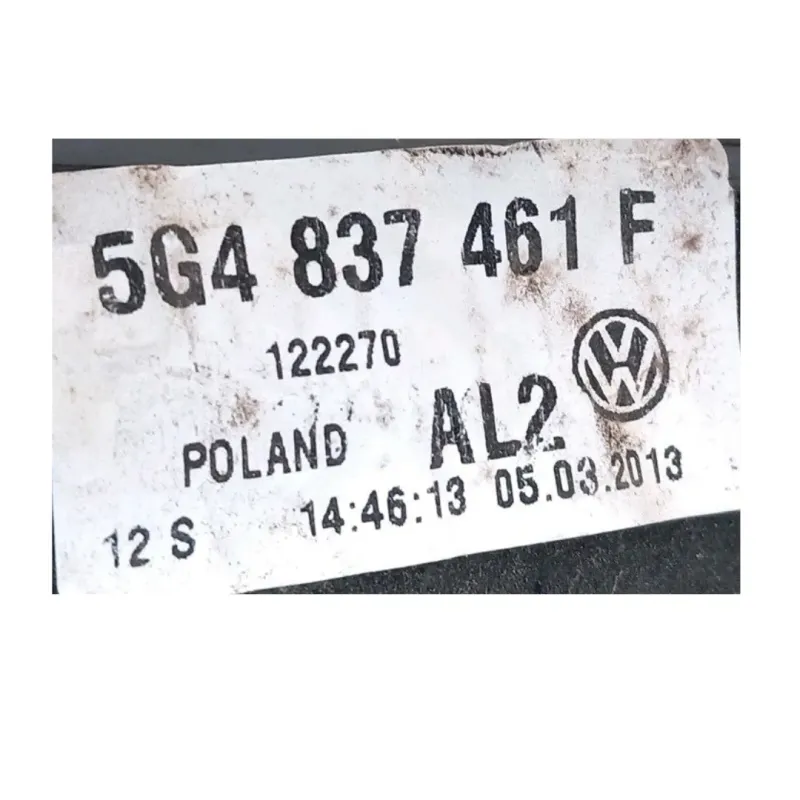 5G4 837 461 F
122270
POLAND AL2
12 S 14:46:13 05.03.2013